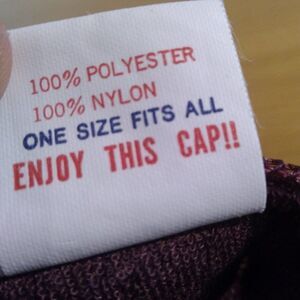 100% POLYESTER
100% NYLON
ONE SIZE FITS ALL
ENJOY THIS CAP!!